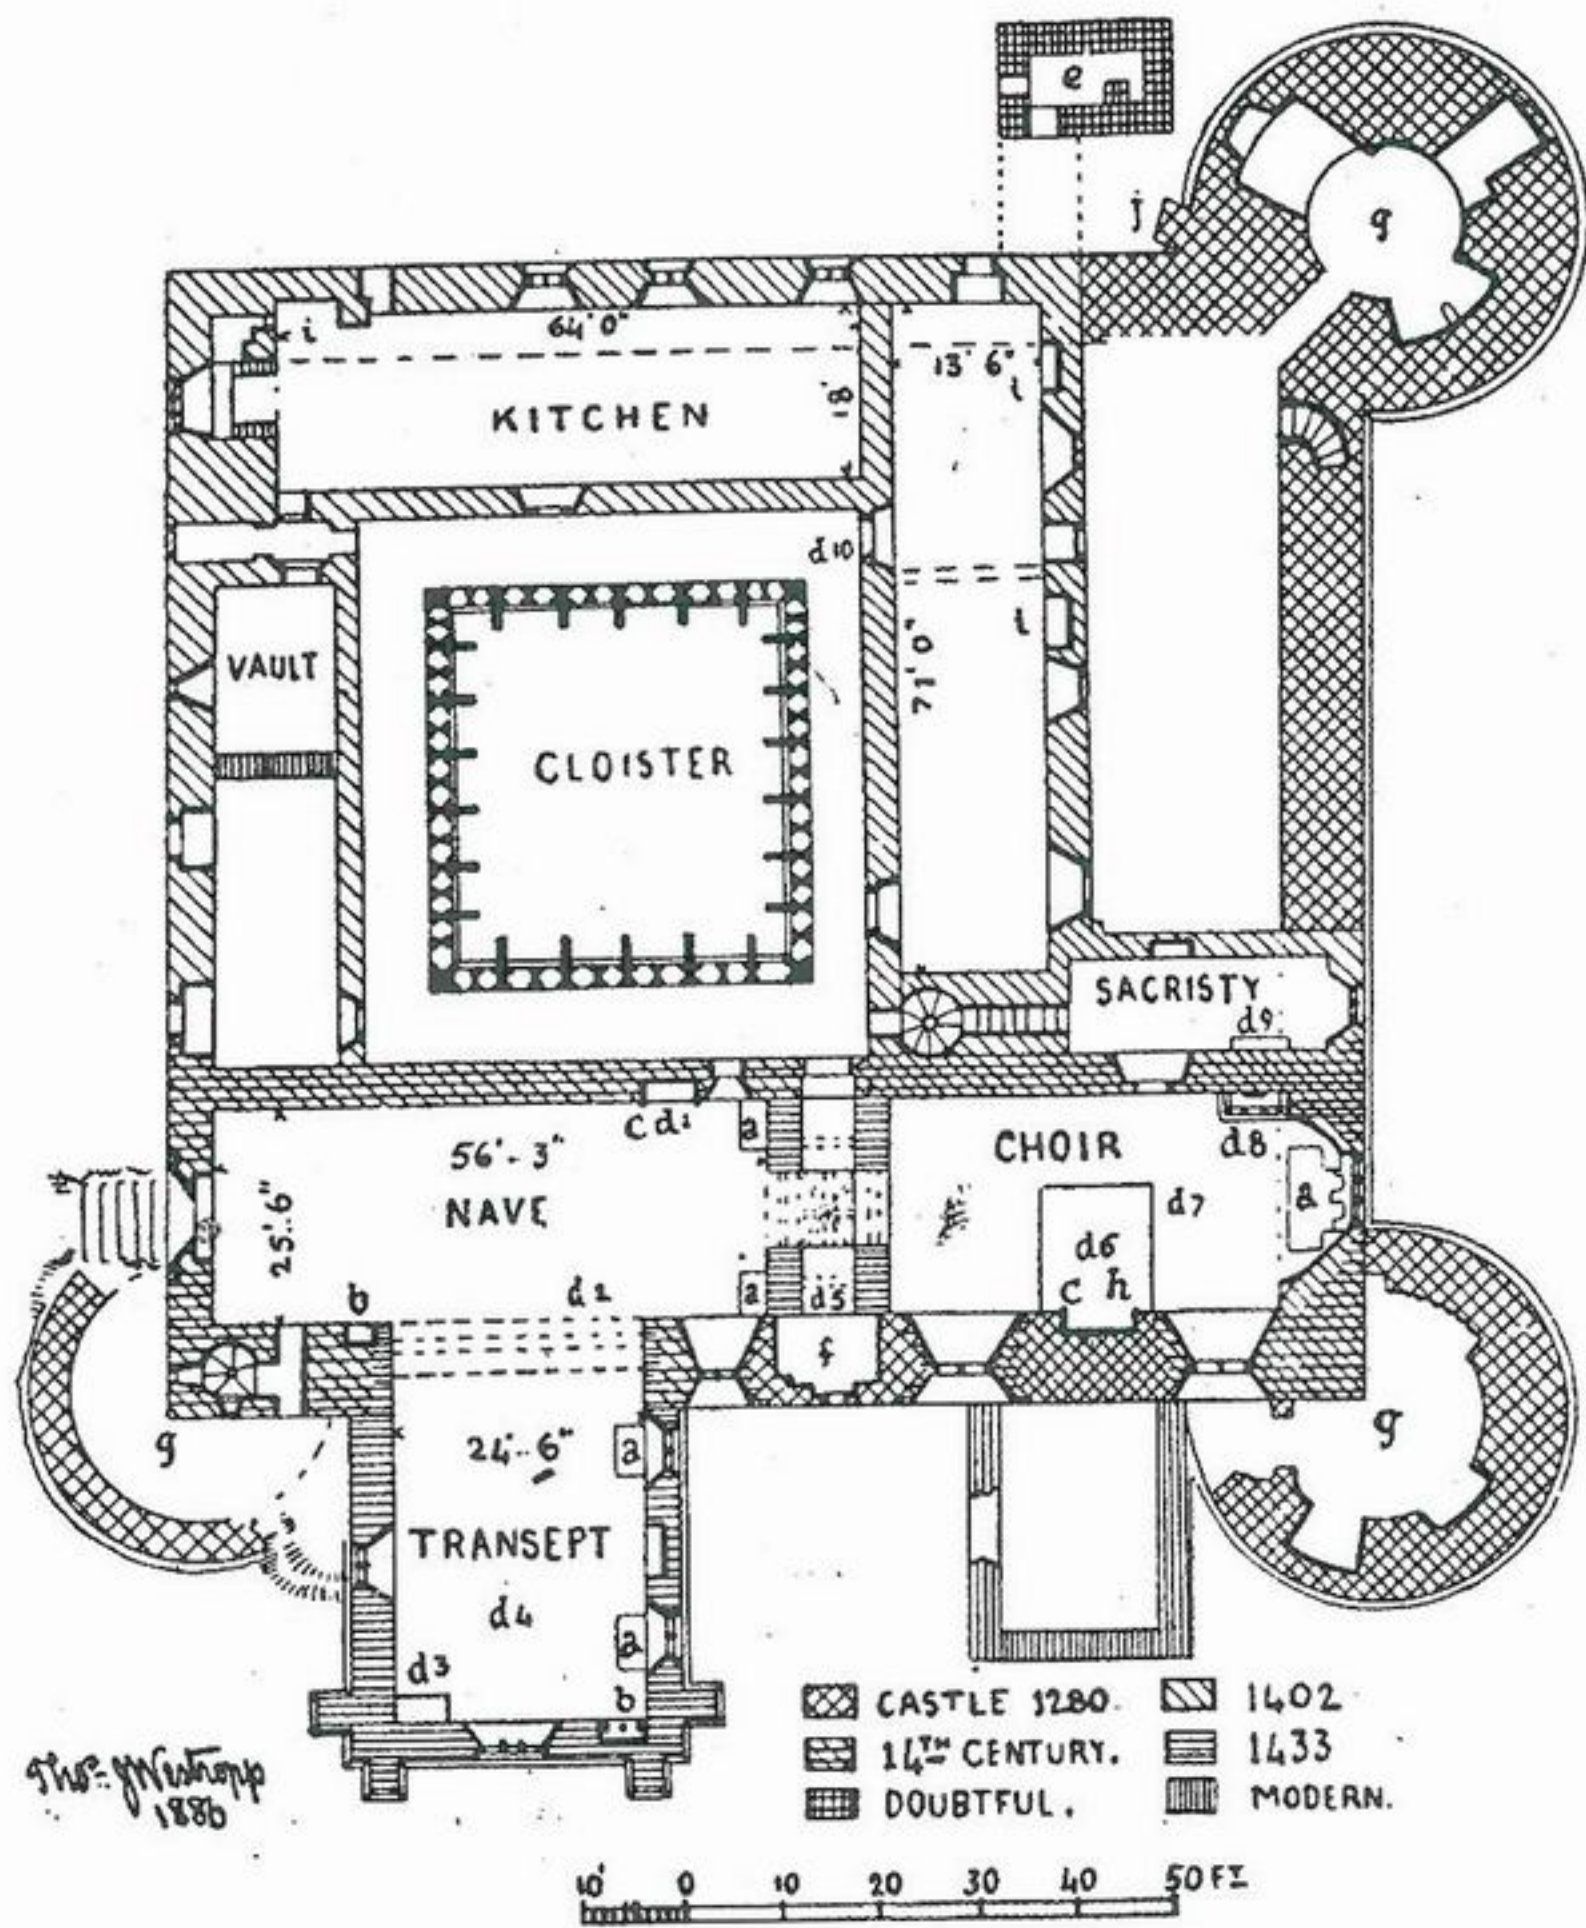 e
j
g
i
64' 0"
13' 6"
i
KITCHEN
18'
d10
i
VAULT
71' 0"
CLOISTER
SACRISTY
d9
c d1
a
CHOIR
d8
56'-3"
NAVE
25'.6"
d7
a
d6
b
d2
a
d5
c h
f
g
24'-6"
a
g
TRANSEPT
d4
a
d3
b
CASTLE 1280.
1402
14TH CENTURY.
1433
DOUBTFUL.
MODERN.
Thos. J Westropp
1886
10' 0 10 20 30 40 50 FT